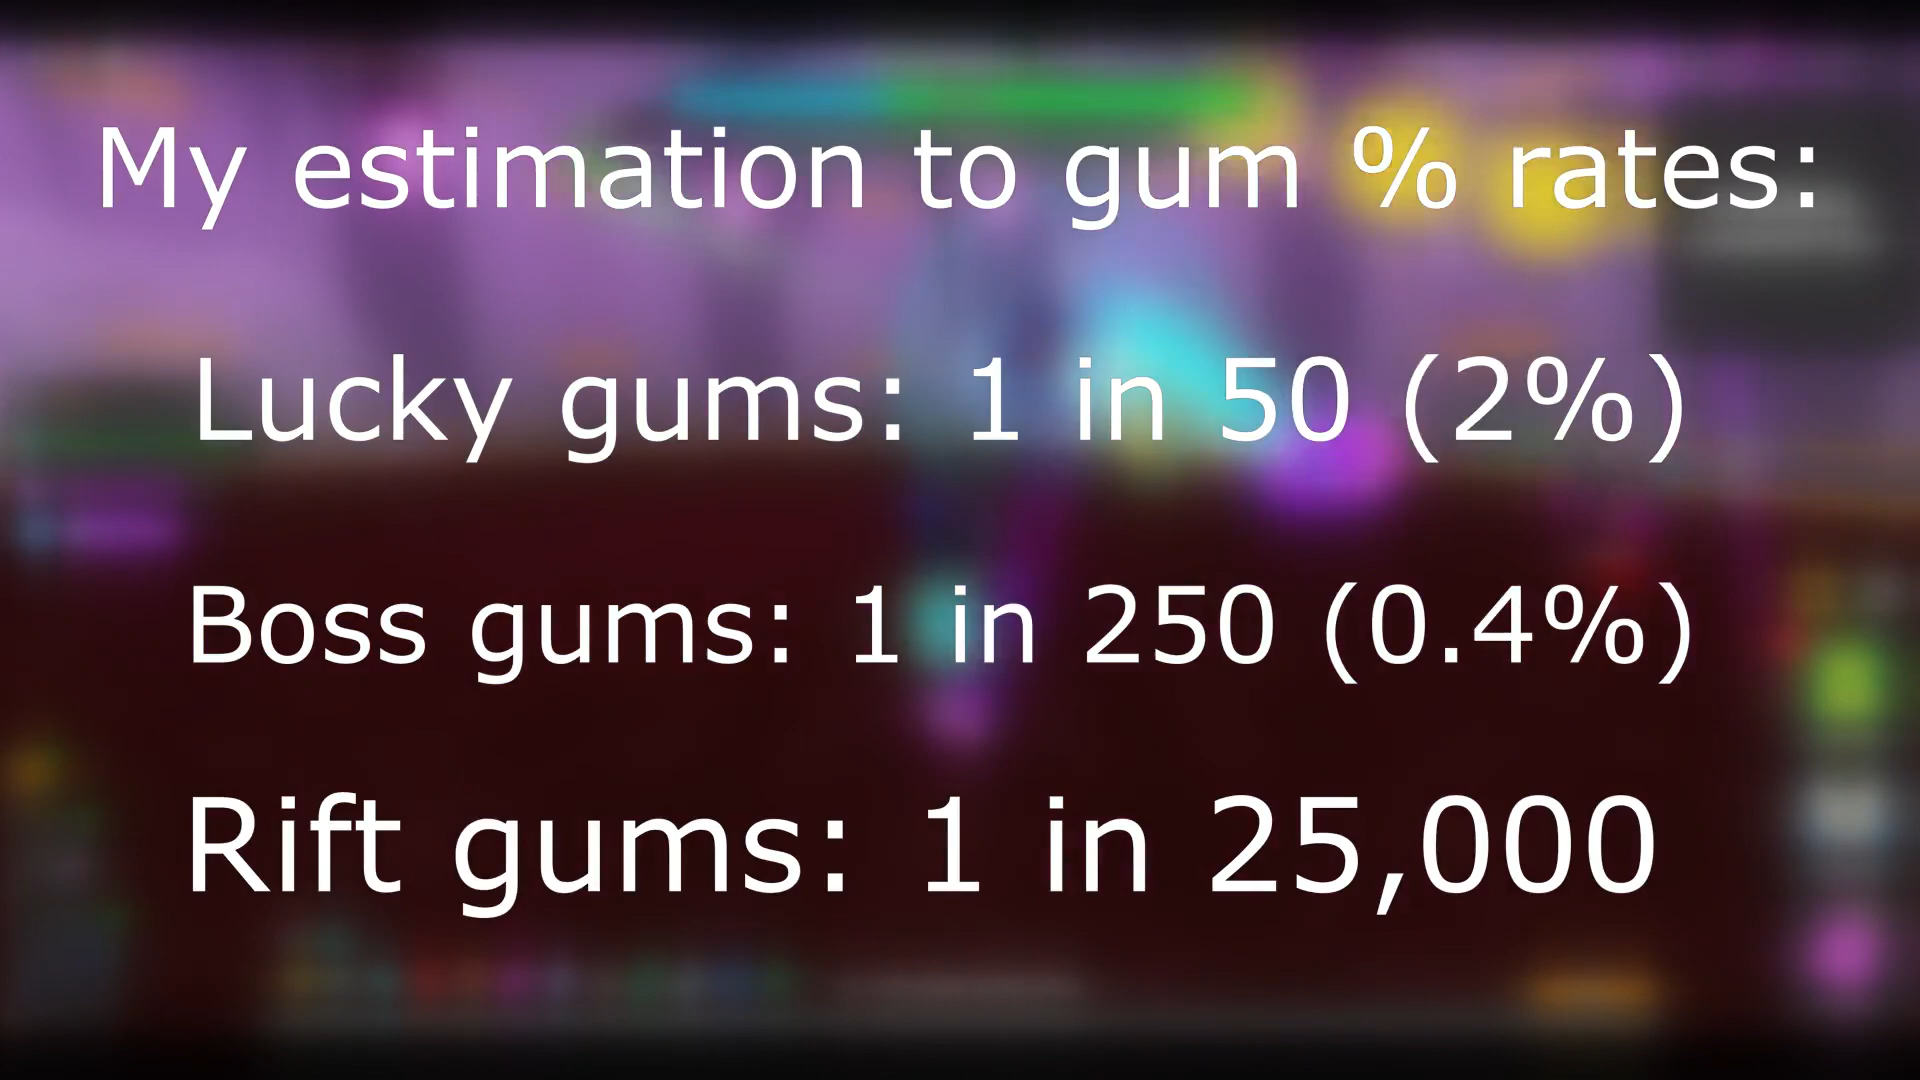 My estimation to gum % rates:
Lucky gums: 1 in 50 (2%)
Boss gums: 1 in 250 (0.4%)
Rift gums: 1 in 25,000